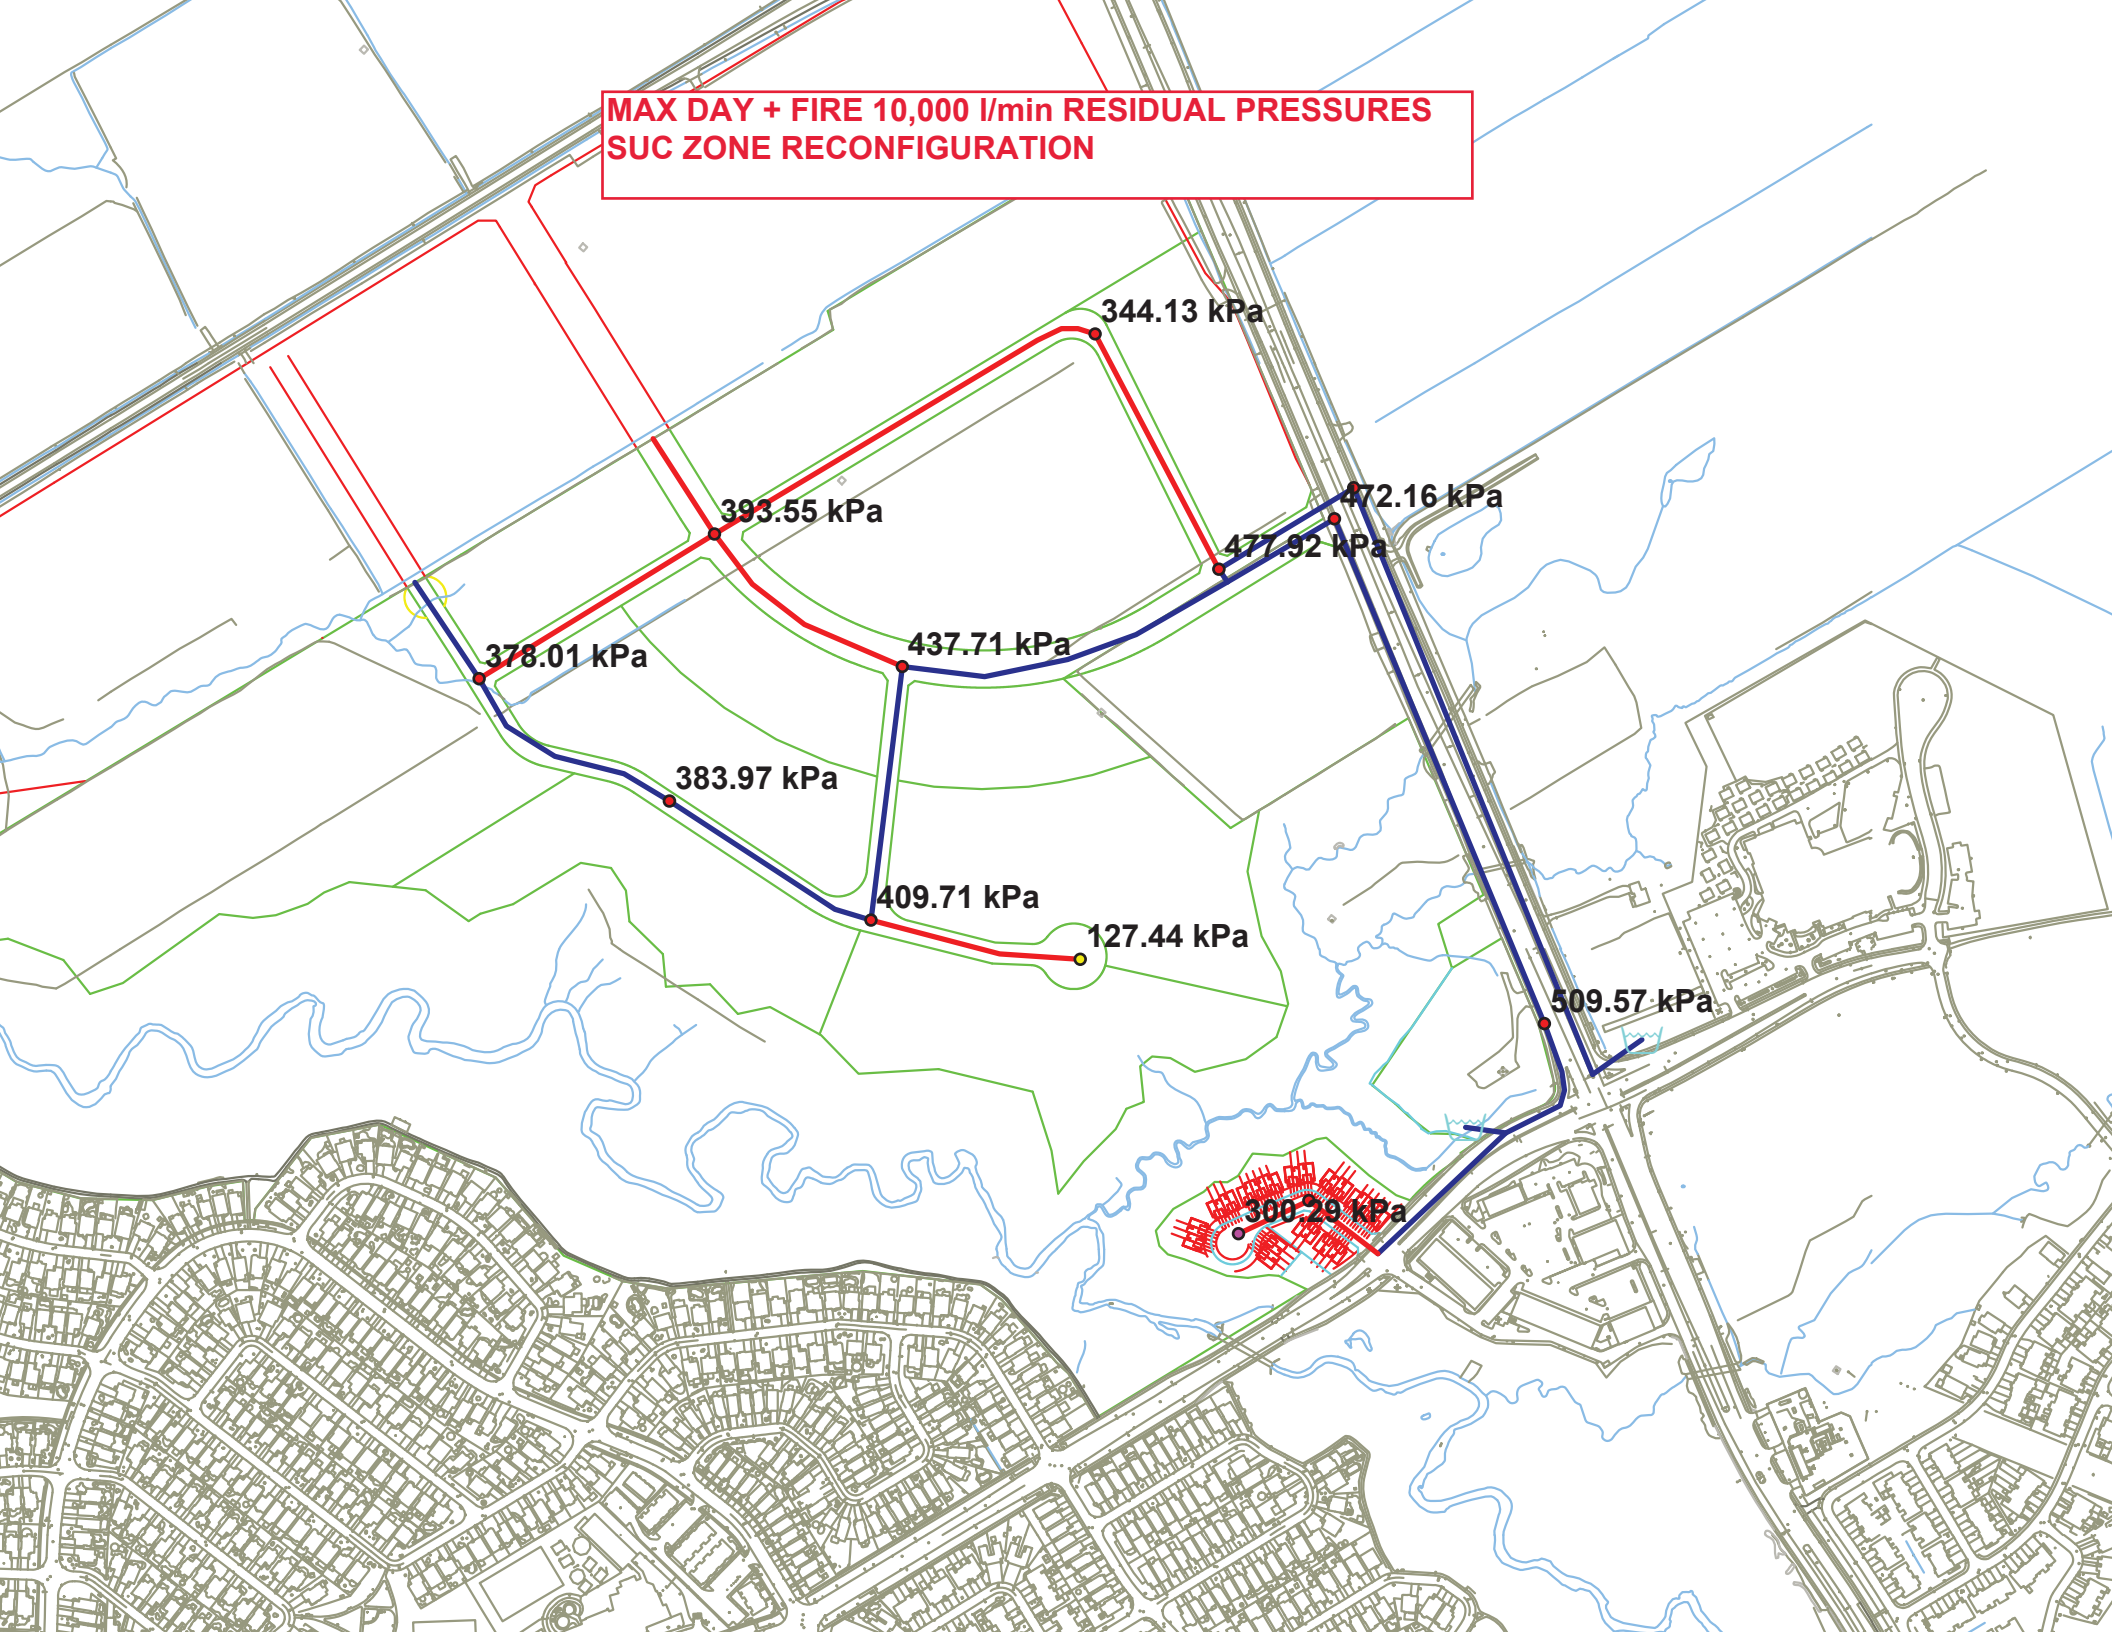 MAX DAY + FIRE 10,000 l/min RESIDUAL PRESSURES
SUC ZONE RECONFIGURATION
344.13 kPa
472.16 kPa
393.55 kPa
477.92 kPa
437.71 kPa
378.01 kPa
383.97 kPa
409.71 kPa
127.44 kPa
509.57 kPa
300.29 kPa